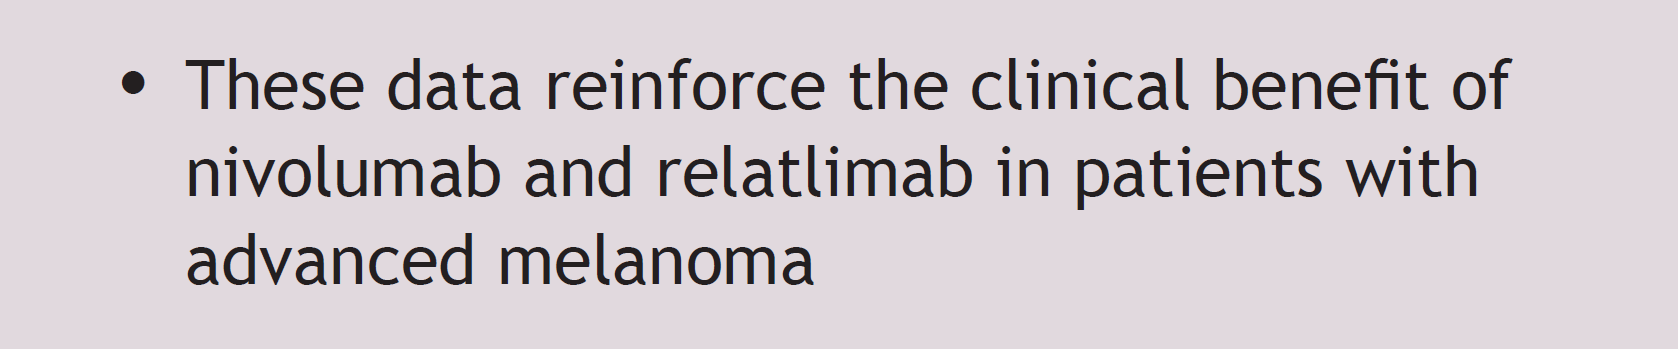 • These data reinforce the clinical benefit of
nivolumab and relatlimab in patients with
advanced melanoma